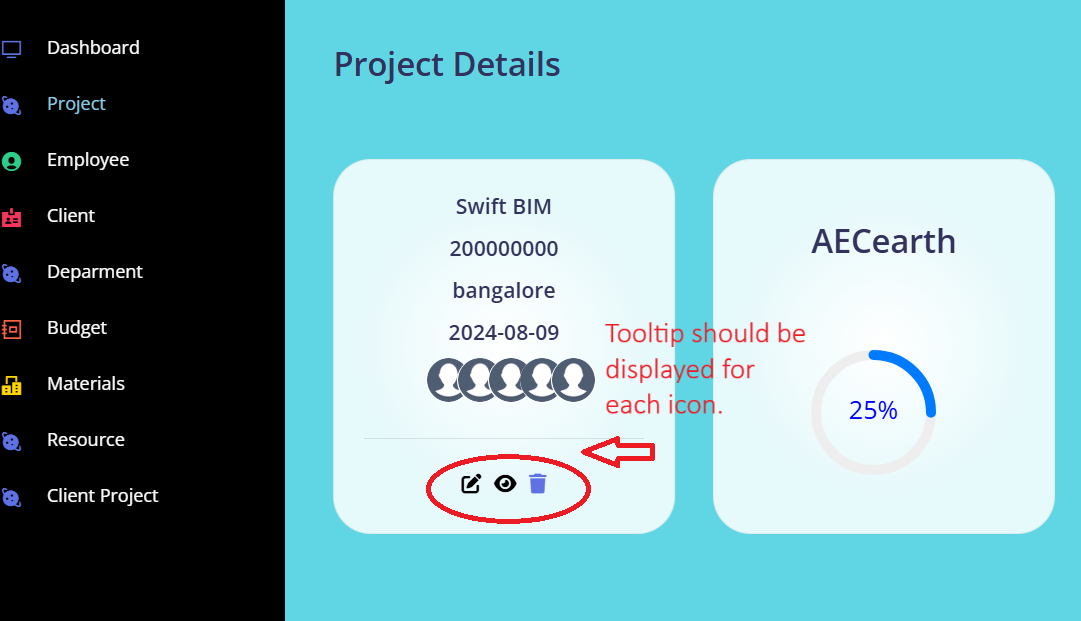 Dashboard
Project
Employee
Client
Deparment
Budget
Materials
Resource
Client Project
Project Details
Swift BIM
200000000
bangalore
2024-08-09
Tooltip should be
displayed for
each icon.
AECearth
25%